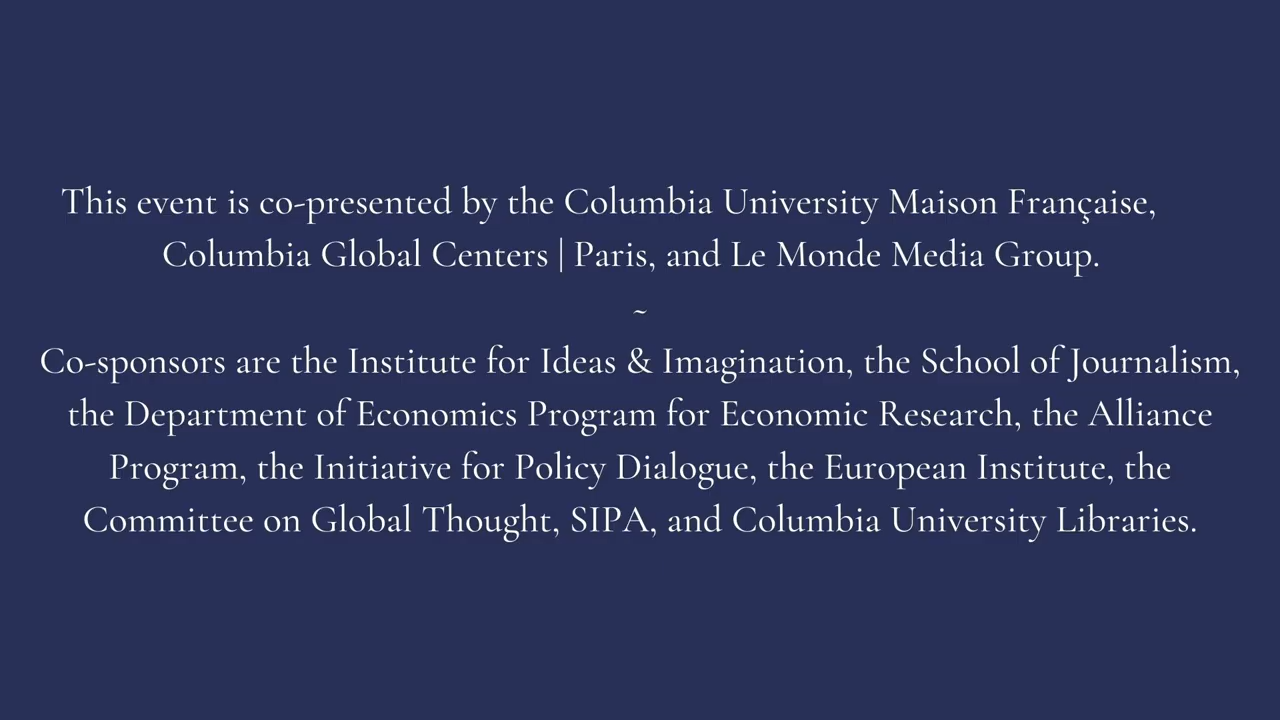 This event is co-presented by the Columbia University Maison Française,
Columbia Global Centers | Paris, and Le Monde Media Group.
~
Co-sponsors are the Institute for Ideas & Imagination, the School of Journalism,
the Department of Economics Program for Economic Research, the Alliance
Program, the Initiative for Policy Dialogue, the European Institute, the
Committee on Global Thought, SIPA, and Columbia University Libraries.